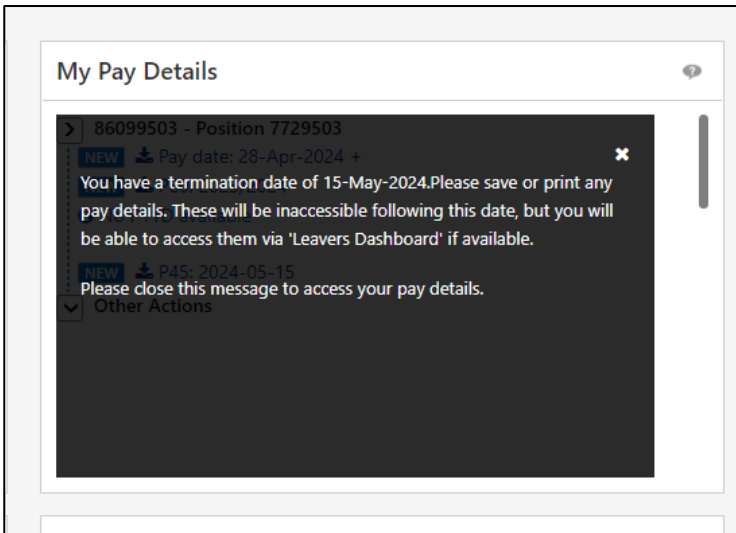 My Pay Details
86099503 - Position 7729503
NEW Pay date: 28-Apr-2024 +
You have a termination date of 15-May-2024.Please save or print any
pay details. These will be inaccessible following this date, but you will
be able to access them via 'Leavers Dashboard' if available.
NEW P45: 2024-05-15
Please close this message to access your pay details.
Other Actions